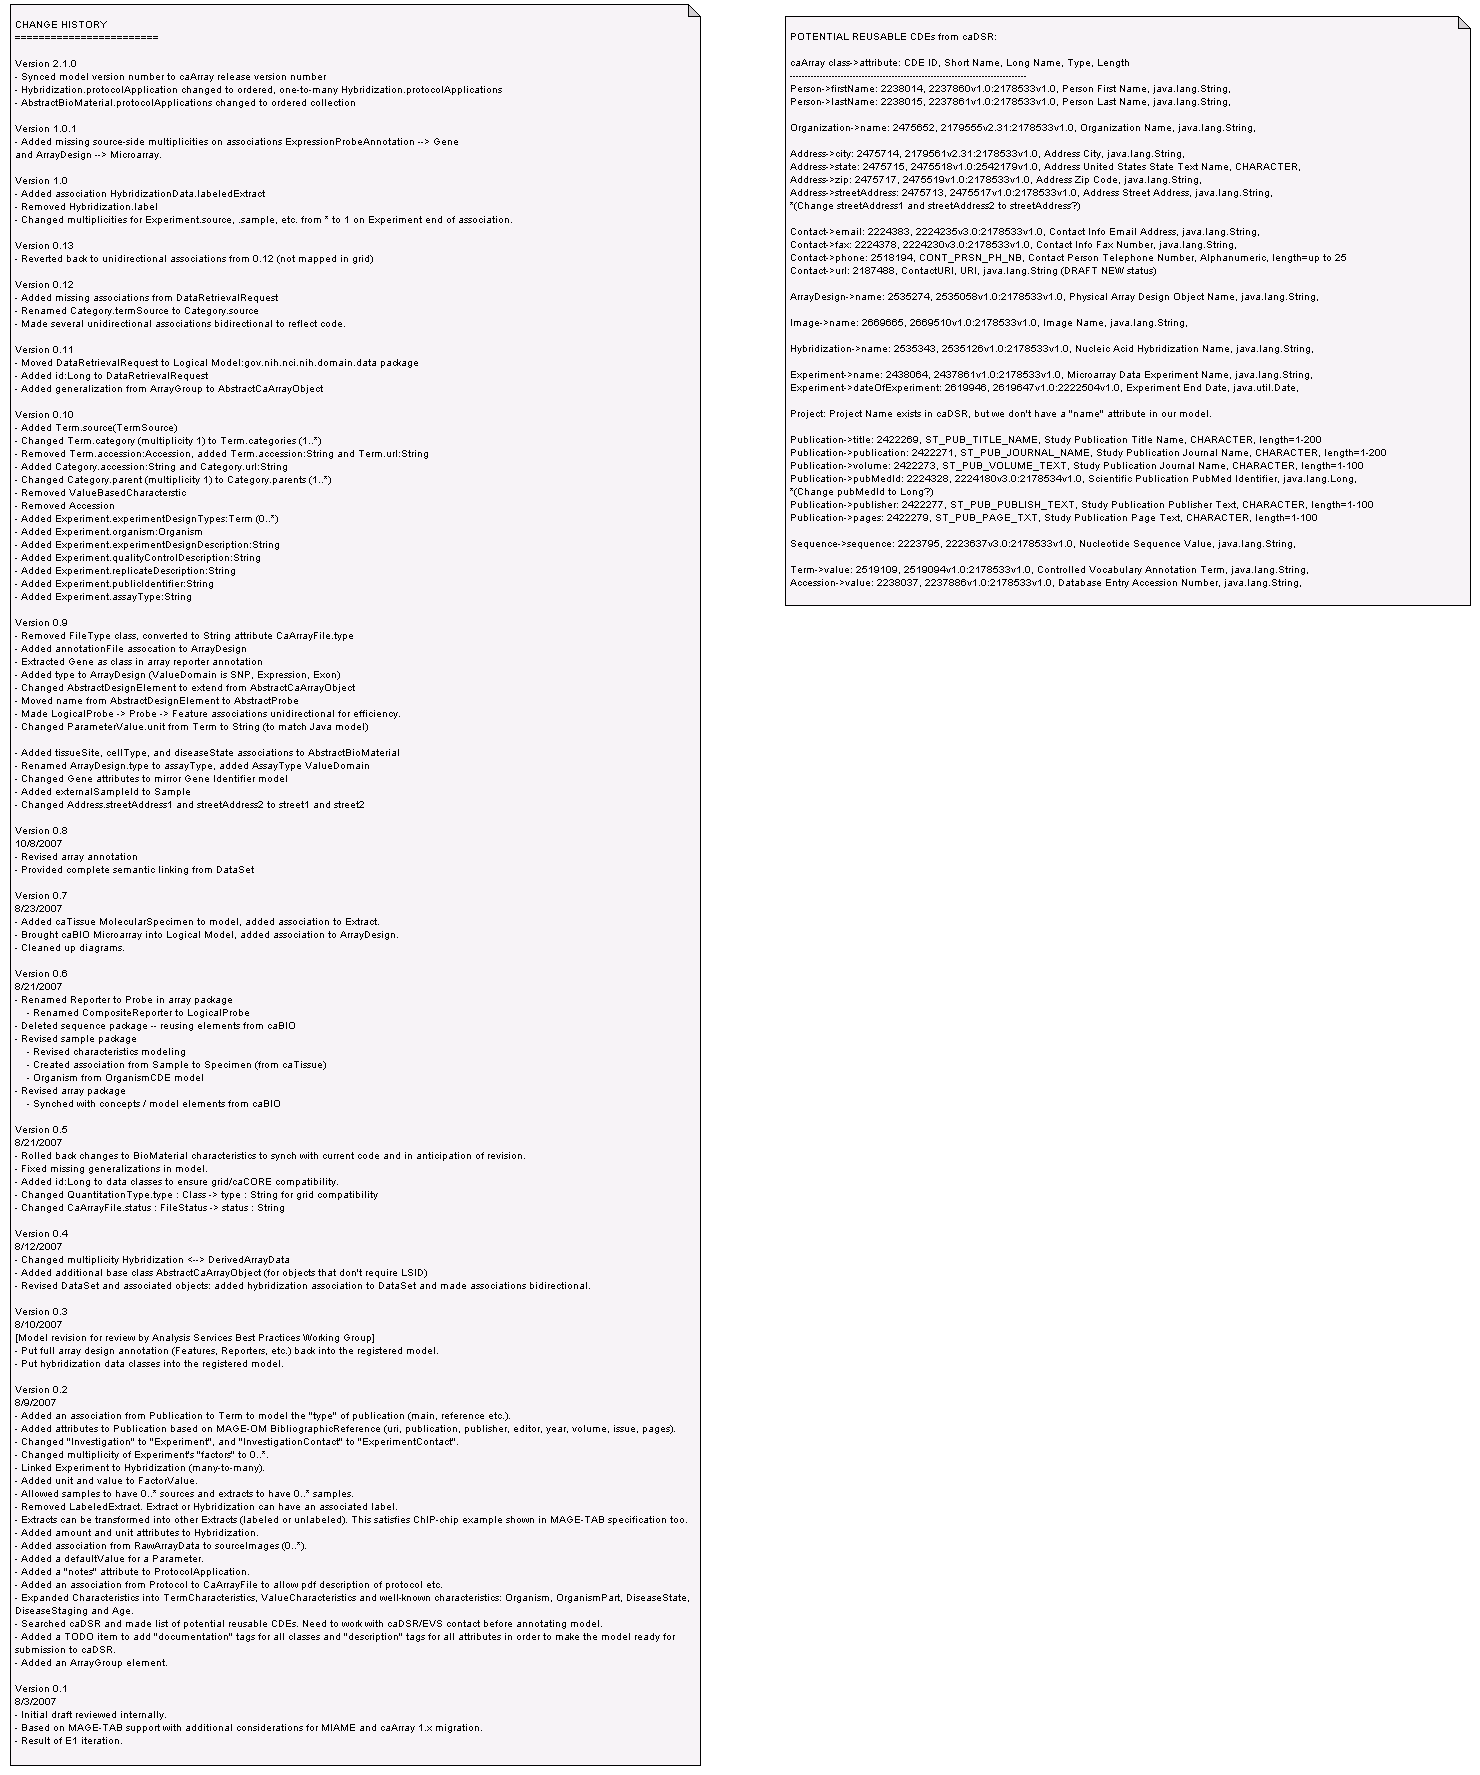 CHANGE HISTORY
========================
Version 2.1.0
- Synced model version number to caArray release version number
- Hybridization.protocolApplication changed to ordered, one-to-many Hybridization.protocolApplications
- AbstractBioMaterial.protocolApplications changed to ordered collection
Version 1.0.1
- Added missing source-side multiplicities on associations ExpressionProbeAnnotation --> Gene
and ArrayDesign --> Microarray.
Version 1.0
- Added association HybridizationData.labeledExtract
- Removed Hybridization.label
- Changed multiplicities for Experiment.source, .sample, etc. from * to 1 on Experiment end of association.
Version 0.13
- Reverted back to unidirectional associations from 0.12 (not mapped in grid)
Version 0.12
- Added missing associations from DataRetrievalRequest
- Renamed Category.termSource to Category.source
- Made several unidirectional associations bidirectional to reflect code.
Version 0.11
- Moved DataRetrievalRequest to Logical Model:gov.nih.nci.nih.domain.data package
- Added id:Long to DataRetrievalRequest
- Added generalization from ArrayGroup to AbstractCaArrayObject
Version 0.10
- Added Term.source(TermSource)
- Changed Term.category (multiplicity 1) to Term.categories (1..*)
- Removed Term.accession:Accession, added Term.accession:String and Term.url:String
- Added Category.accession:String and Category.url:String
- Changed Category.parent (multiplicity 1) to Category.parents (1..*)
- Removed ValueBasedCharacterstic
- Removed Accession
- Added Experiment.experimentDesignTypes:Term (0..*)
- Added Experiment.organism:Organism
- Added Experiment.experimentDesignDescription:String
- Added Experiment.qualityControlDescription:String
- Added Experiment.replicateDescription:String
- Added Experiment.publicIdentifier:String
- Added Experiment.assayType:String
Version 0.9
- Removed FileType class, converted to String attribute CaArrayFile.type
- Added annotationFile assocation to ArrayDesign
- Extracted Gene as class in array reporter annotation
- Added type to ArrayDesign (ValueDomain is SNP, Expression, Exon)
- Changed AbstractDesignElement to extend from AbstractCaArrayObject
- Moved name from AbstractDesignElement to AbstractProbe
- Made LogicalProbe -> Probe -> Feature associations unidirectional for efficiency.
- Changed ParameterValue.unit from Term to String (to match Java model)
- Added tissueSite, cellType, and diseaseState associations to AbstractBioMaterial
- Renamed ArrayDesign.type to assayType, added AssayType ValueDomain
- Changed Gene attributes to mirror Gene Identifier model
- Added externalSampleId to Sample
- Changed Address.streetAddress1 and streetAddress2 to street1 and street2
Version 0.8
10/8/2007
- Revised array annotation
- Provided complete semantic linking from DataSet
Version 0.7
8/23/2007
- Added caTissue MolecularSpecimen to model, added association to Extract.
- Brought caBIO Microarray into Logical Model, added association to ArrayDesign.
- Cleaned up diagrams.
Version 0.6
8/21/2007
- Renamed Reporter to Probe in array package
- Renamed CompositeReporter to LogicalProbe
- Deleted sequence package -- reusing elements from caBIO
- Revised sample package
- Revised characteristics modeling
- Created association from Sample to Specimen (from caTissue)
- Organism from OrganismCDE model
- Revised array package
- Synched with concepts / model elements from caBIO
Version 0.5
8/21/2007
- Rolled back changes to BioMaterial characteristics to synch with current code and in anticipation of revision.
- Fixed missing generalizations in model.
- Added id:Long to data classes to ensure grid/caCORE compatibility.
- Changed QuantitationType.type : Class -> type : String for grid compatibility
- Changed CaArrayFile.status : FileStatus -> status : String
Version 0.4
8/12/2007
- Changed multiplicity Hybridization <--> DerivedArrayData
- Added additional base class AbstractCaArrayObject (for objects that don't require LSID)
- Revised DataSet and associated objects: added hybridization association to DataSet and made associations bidirectional.
Version 0.3
8/10/2007
[Model revision for review by Analysis Services Best Practices Working Group]
- Put full array design annotation (Features, Reporters, etc.) back into the registered model.
- Put hybridization data classes into the registered model.
Version 0.2
8/9/2007
- Added an association from Publication to Term to model the "type" of publication (main, reference etc.).
- Added attributes to Publication based on MAGE-OM BibliographicReference (uri, publication, publisher, editor, year, volume, issue, pages).
- Changed "Investigation" to "Experiment", and "InvestigationContact" to "ExperimentContact".
- Changed multiplicity of Experiment's "factors" to 0..*.
- Linked Experiment to Hybridization (many-to-many).
- Added unit and value to FactorValue.
- Allowed samples to have 0..* sources and extracts to have 0..* samples.
- Removed LabeledExtract. Extract or Hybridization can have an associated label.
- Extracts can be transformed into other Extracts (labeled or unlabeled). This satisfies ChIP-chip example shown in MAGE-TAB specification too.
- Added amount and unit attributes to Hybridization.
- Added association from RawArrayData to sourceImages (0..*).
- Added a defaultValue for a Parameter.
- Added a "notes" attribute to ProtocolApplication.
- Added an association from Protocol to CaArrayFile to allow pdf description of protocol etc.
- Expanded Characteristics into TermCharacteristics, ValueCharacteristics and well-known characteristics: Organism, OrganismPart, DiseaseState,
DiseaseStaging and Age.
- Searched caDSR and made list of potential reusable CDEs. Need to work with caDSR/EVS contact before annotating model.
- Added a TODO item to add "documentation" tags for all classes and "description" tags for all attributes in order to make the model ready for
submission to caDSR.
- Added an ArrayGroup element.
Version 0.1
8/3/2007
- Initial draft reviewed internally.
- Based on MAGE-TAB support with additional considerations for MIAME and caArray 1.x migration.
- Result of E1 iteration.
POTENTIAL REUSABLE CDEs from caDSR:
caArray class->attribute: CDE ID, Short Name, Long Name, Type, Length
-------------------------------------------------------------------------------
Person->firstName: 2238014, 2237860v1.0:2178533v1.0, Person First Name, java.lang.String,
Person->lastName: 2238015, 2237861v1.0:2178533v1.0, Person Last Name, java.lang.String,
Organization->name: 2475652, 2179555v2.31:2178533v1.0, Organization Name, java.lang.String,
Address->city: 2475714, 2179561v2.31:2178533v1.0, Address City, java.lang.String,
Address->state: 2475715, 2475518v1.0:2542179v1.0, Address United States State Text Name, CHARACTER,
Address->zip: 2475717, 2475519v1.0:2178533v1.0, Address Zip Code, java.lang.String,
Address->streetAddress: 2475713, 2475517v1.0:2178533v1.0, Address Street Address, java.lang.String,
*(Change streetAddress1 and streetAddress2 to streetAddress?)
Contact->email: 2224383, 2224235v3.0:2178533v1.0, Contact Info Email Address, java.lang.String,
Contact->fax: 2224378, 2224230v3.0:2178533v1.0, Contact Info Fax Number, java.lang.String,
Contact->phone: 2518194, CONT_PRSN_PH_NB, Contact Person Telephone Number, Alphanumeric, length=up to 25
Contact->url: 2187488, ContactURI, URI, java.lang.String (DRAFT NEW status)
ArrayDesign->name: 2535274, 2535058v1.0:2178533v1.0, Physical Array Design Object Name, java.lang.String,
Image->name: 2669665, 2669510v1.0:2178533v1.0, Image Name, java.lang.String,
Hybridization->name: 2535343, 2535126v1.0:2178533v1.0, Nucleic Acid Hybridization Name, java.lang.String,
Experiment->name: 2438064, 2437861v1.0:2178533v1.0, Microarray Data Experiment Name, java.lang.String,
Experiment->dateOfExperiment: 2619946, 2619647v1.0:2222504v1.0, Experiment End Date, java.util.Date,
Project: Project Name exists in caDSR, but we don't have a "name" attribute in our model.
Publication->title: 2422269, ST_PUB_TITLE_NAME, Study Publication Title Name, CHARACTER, length=1-200
Publication->publication: 2422271, ST_PUB_JOURNAL_NAME, Study Publication Journal Name, CHARACTER, length=1-200
Publication->volume: 2422273, ST_PUB_VOLUME_TEXT, Study Publication Journal Name, CHARACTER, length=1-100
Publication->pubMedId: 2224328, 2224180v3.0:2178534v1.0, Scientific Publication PubMed Identifier, java.lang.Long,
*(Change pubMedId to Long?)
Publication->publisher: 2422277, ST_PUB_PUBLISH_TEXT, Study Publication Publisher Text, CHARACTER, length=1-100
Publication->pages: 2422279, ST_PUB_PAGE_TXT, Study Publication Page Text, CHARACTER, length=1-100
Sequence->sequence: 2223795, 2223637v3.0:2178533v1.0, Nucleotide Sequence Value, java.lang.String,
Term->value: 2519109, 2519094v1.0:2178533v1.0, Controlled Vocabulary Annotation Term, java.lang.String,
Accession->value: 2238037, 2237886v1.0:2178533v1.0, Database Entry Accession Number, java.lang.String,